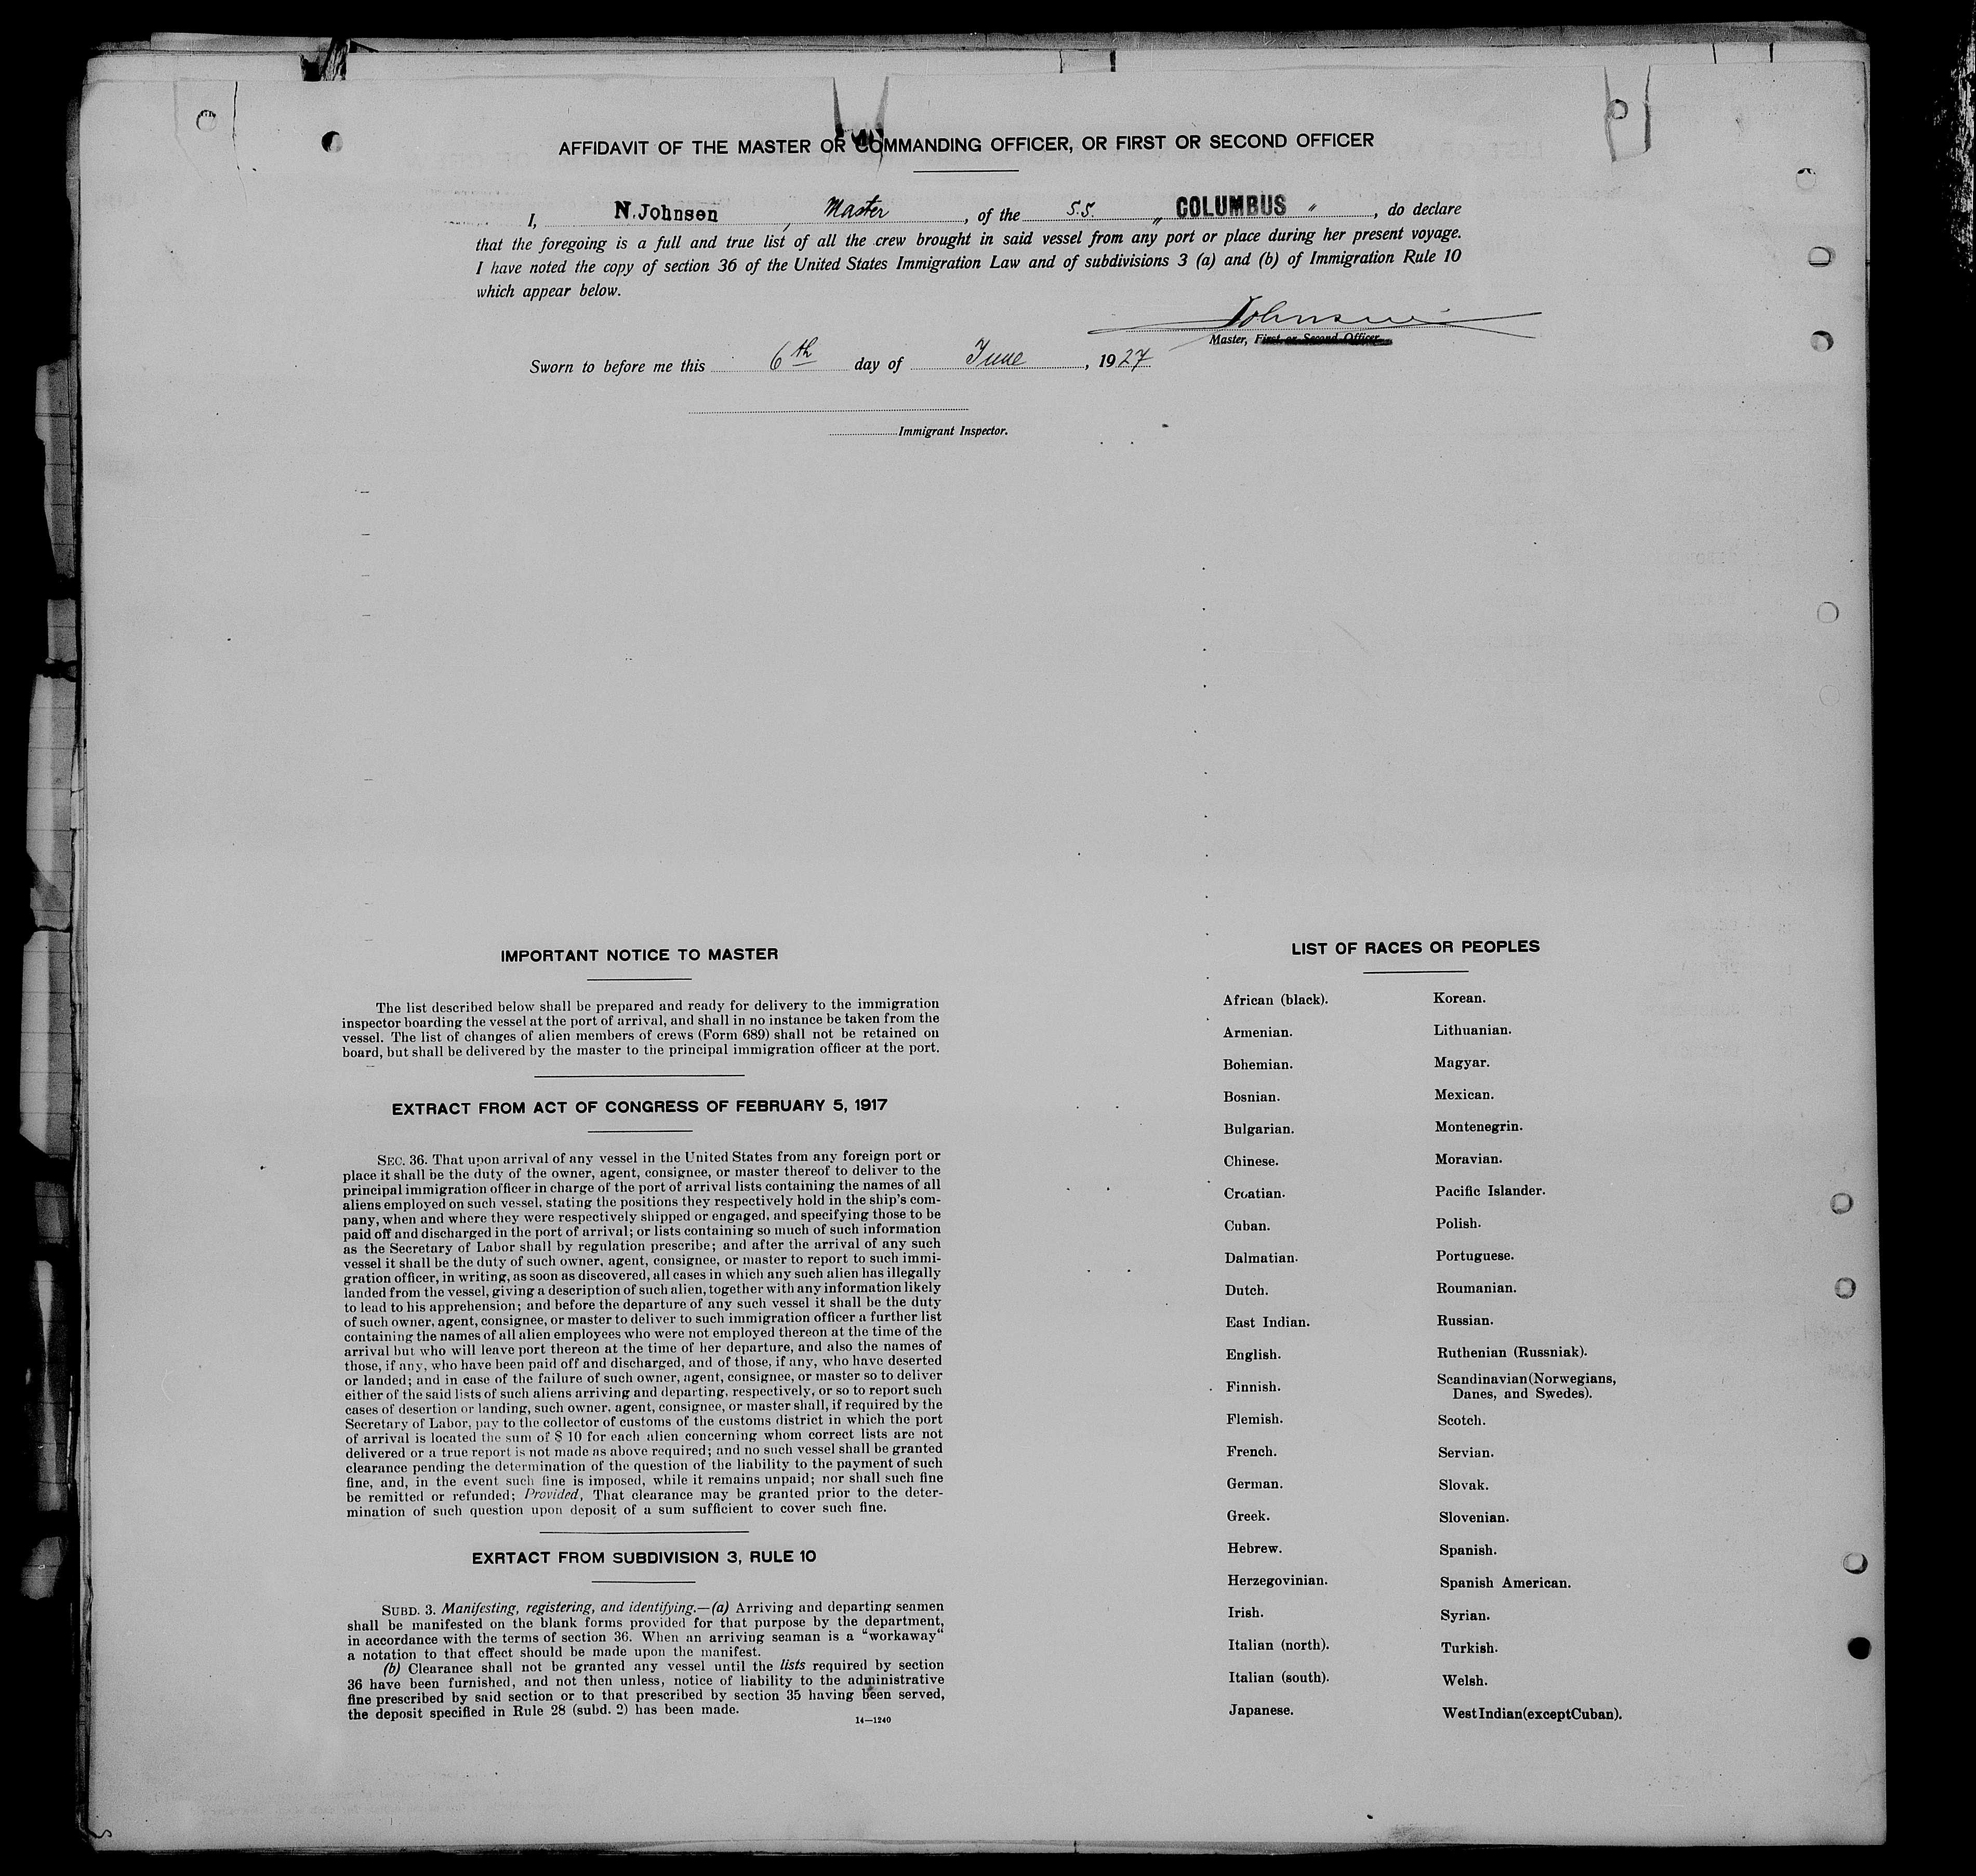 AFFIDAVIT OF THE MASTER OR COMMANDING OFFICER, OR FIRST OR SECOND OFFICER
I, N. Johnsen, Master, of the S.S. „ COLUMBUS “, do declare
that the foregoing is a full and true list of all the crew brought in said vessel from any port or place during her present voyage.
I have noted the copy of section 36 of the United States Immigration Law and of subdivisions 3 (a) and (b) of Immigration Rule 10
which appear below.
Johnsen
Master, First or Second Officer.
Sworn to before me this 6th day of June, 1927
Immigrant Inspector.
IMPORTANT NOTICE TO MASTER
The list described below shall be prepared and ready for delivery to the immigration
inspector boarding the vessel at the port of arrival, and shall in no instance be taken from the
vessel. The list of changes of alien members of crews (Form 689) shall not be retained on
board, but shall be delivered by the master to the principal immigration officer at the port.
EXTRACT FROM ACT OF CONGRESS OF FEBRUARY 5, 1917
SEC. 36. That upon arrival of any vessel in the United States from any foreign port or
place it shall be the duty of the owner, agent, consignee, or master thereof to deliver to the
principal immigration officer in charge of the port of arrival lists containing the names of all
aliens employed on such vessel, stating the positions they respectively hold in the ship's com-
pany, when and where they were respectively shipped or engaged, and specifying those to be
paid off and discharged in the port of arrival; or lists containing so much of such information
as the Secretary of Labor shall by regulation prescribe; and after the arrival of any such
vessel it shall be the duty of such owner, agent, consignee, or master to report to such immi-
gration officer, in writing, as soon as discovered, all cases in which any such alien has illegally
landed from the vessel, giving a description of such alien, together with any information likely
to lead to his apprehension; and before the departure of any such vessel it shall be the duty
of such owner, agent, consignee, or master to deliver to such immigration officer a further list
containing the names of all alien employees who were not employed thereon at the time of the
arrival but who will leave port thereon at the time of her departure, and also the names of
those, if any, who have been paid off and discharged, and of those, if any, who have deserted
or landed; and in case of the failure of such owner, agent, consignee, or master so to deliver
either of the said lists of such aliens arriving and departing, respectively, or so to report such
cases of desertion or landing, such owner, agent, consignee, or master shall, if required by the
Secretary of Labor, pay to the collector of customs of the customs district in which the port
of arrival is located the sum of $ 10 for each alien concerning whom correct lists are not
delivered or a true report is not made as above required; and no such vessel shall be granted
clearance pending the determination of the question of the liability to the payment of such
fine, and, in the event such fine is imposed, while it remains unpaid; nor shall such fine
be remitted or refunded; Provided, That clearance may be granted prior to the deter-
mination of such question upon deposit of a sum sufficient to cover such fine.
EXRTACT FROM SUBDIVISION 3, RULE 10
SUBD. 3. Manifesting, registering, and identifying.—(a) Arriving and departing seamen
shall be manifested on the blank forms provided for that purpose by the department,
in accordance with the terms of section 36. When an arriving seaman is a "workaway"
a notation to that effect should be made upon the manifest.
(b) Clearance shall not be granted any vessel until the lists required by section
36 have been furnished, and not then unless, notice of liability to the administrative
fine prescribed by said section or to that prescribed by section 35 having been served,
the deposit specified in Rule 28 (subd. 2) has been made.
14—1240
LIST OF RACES OR PEOPLES
African (black).
Armenian.
Bohemian.
Bosnian.
Bulgarian.
Chinese.
Croatian.
Cuban.
Dalmatian.
Dutch.
East Indian.
English.
Finnish.
Flemish.
French.
German.
Greek.
Hebrew.
Herzegovinian.
Irish.
Italian (north).
Italian (south).
Japanese.
Korean.
Lithuanian.
Magyar.
Mexican.
Montenegrin.
Moravian.
Pacific Islander.
Polish.
Portuguese.
Roumanian.
Russian.
Ruthenian (Russniak).
Scandinavian (Norwegians,
Danes, and Swedes).
Scotch.
Servian.
Slovak.
Slovenian.
Spanish.
Spanish American.
Syrian.
Turkish.
Welsh.
West Indian (except Cuban).